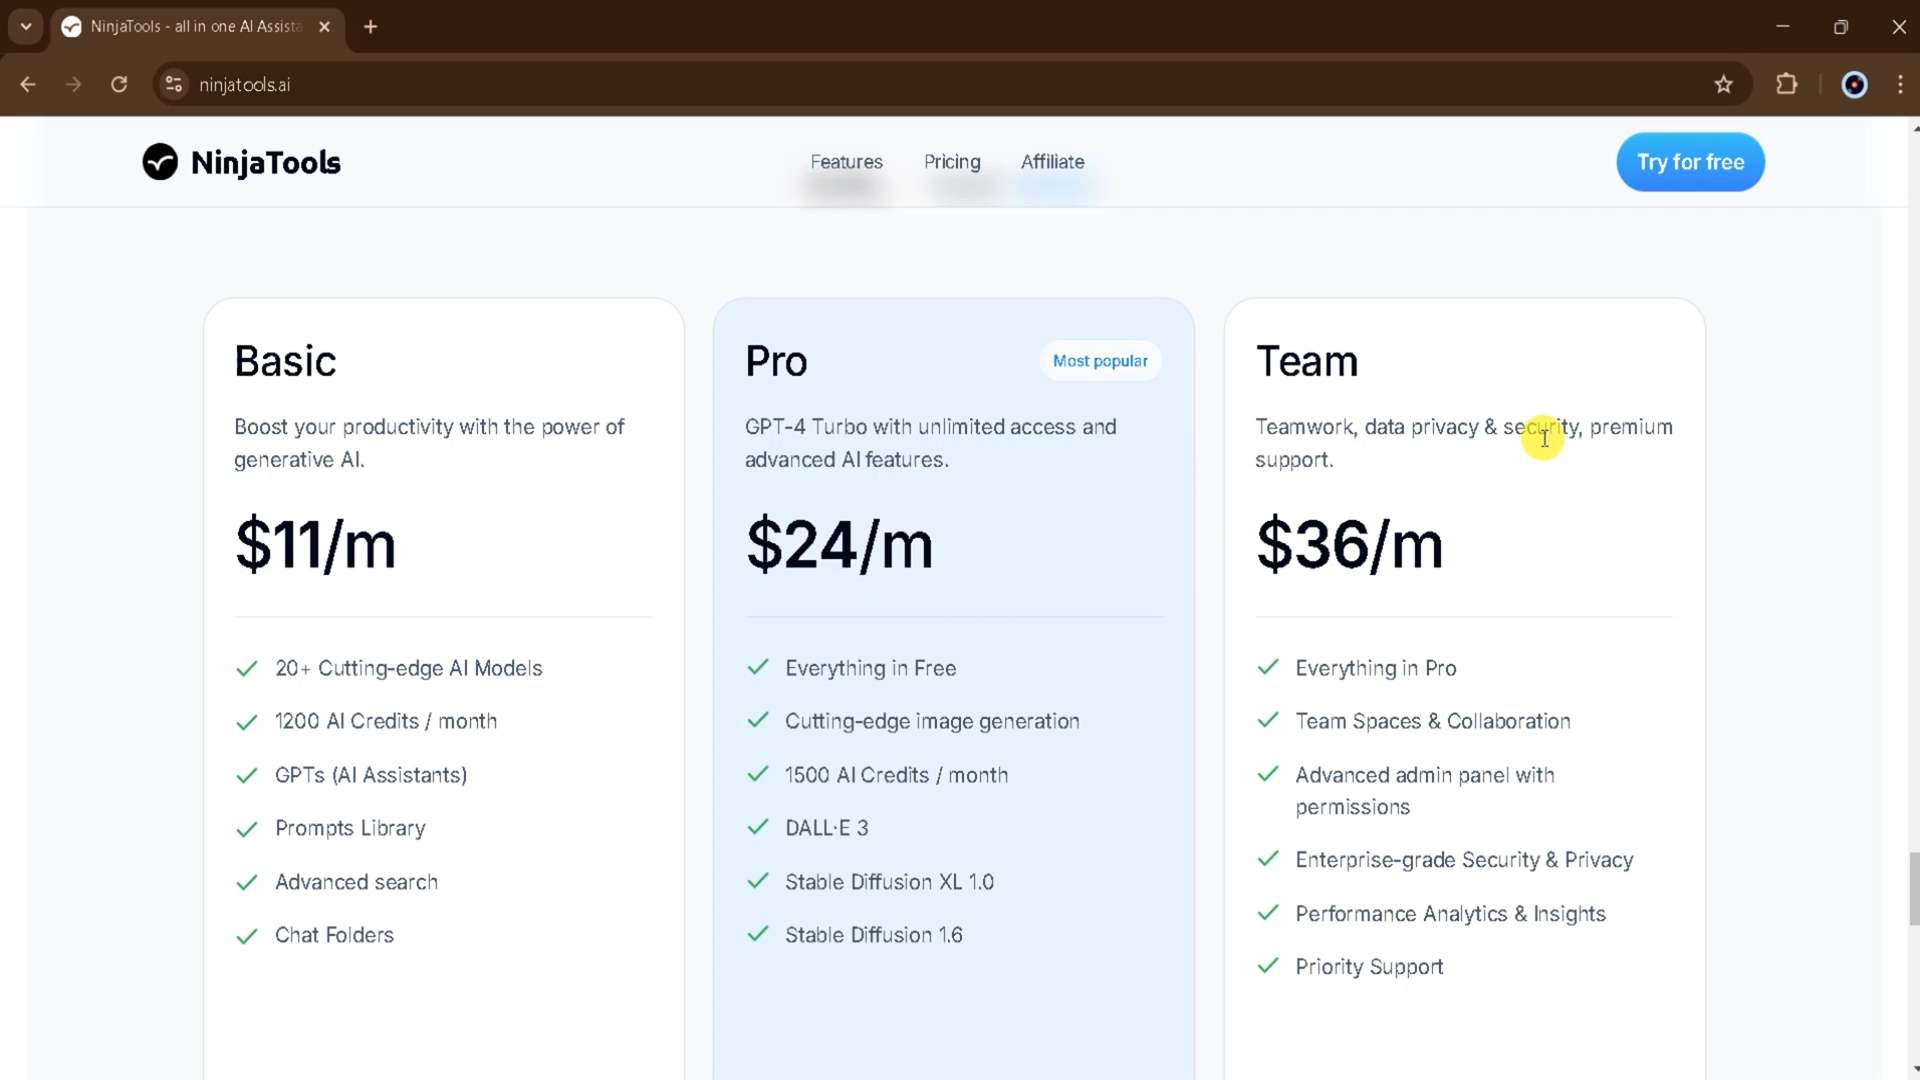 NinjaTools - all in one AI Assista
ninjatools.ai
NinjaTools
Features
Pricing
Affiliate
Try for free
Basic
Boost your productivity with the power of
generative AI.
$11/m
20+ Cutting-edge AI Models
1200 AI Credits / month
GPTs (AI Assistants)
Prompts Library
Advanced search
Chat Folders
Pro
Most popular
GPT-4 Turbo with unlimited access and
advanced AI features.
$24/m
Everything in Free
Cutting-edge image generation
1500 AI Credits / month
DALL·E 3
Stable Diffusion XL 1.0
Stable Diffusion 1.6
Team
Teamwork, data privacy & security, premium
support.
$36/m
Everything in Pro
Team Spaces & Collaboration
Advanced admin panel with
permissions
Enterprise-grade Security & Privacy
Performance Analytics & Insights
Priority Support